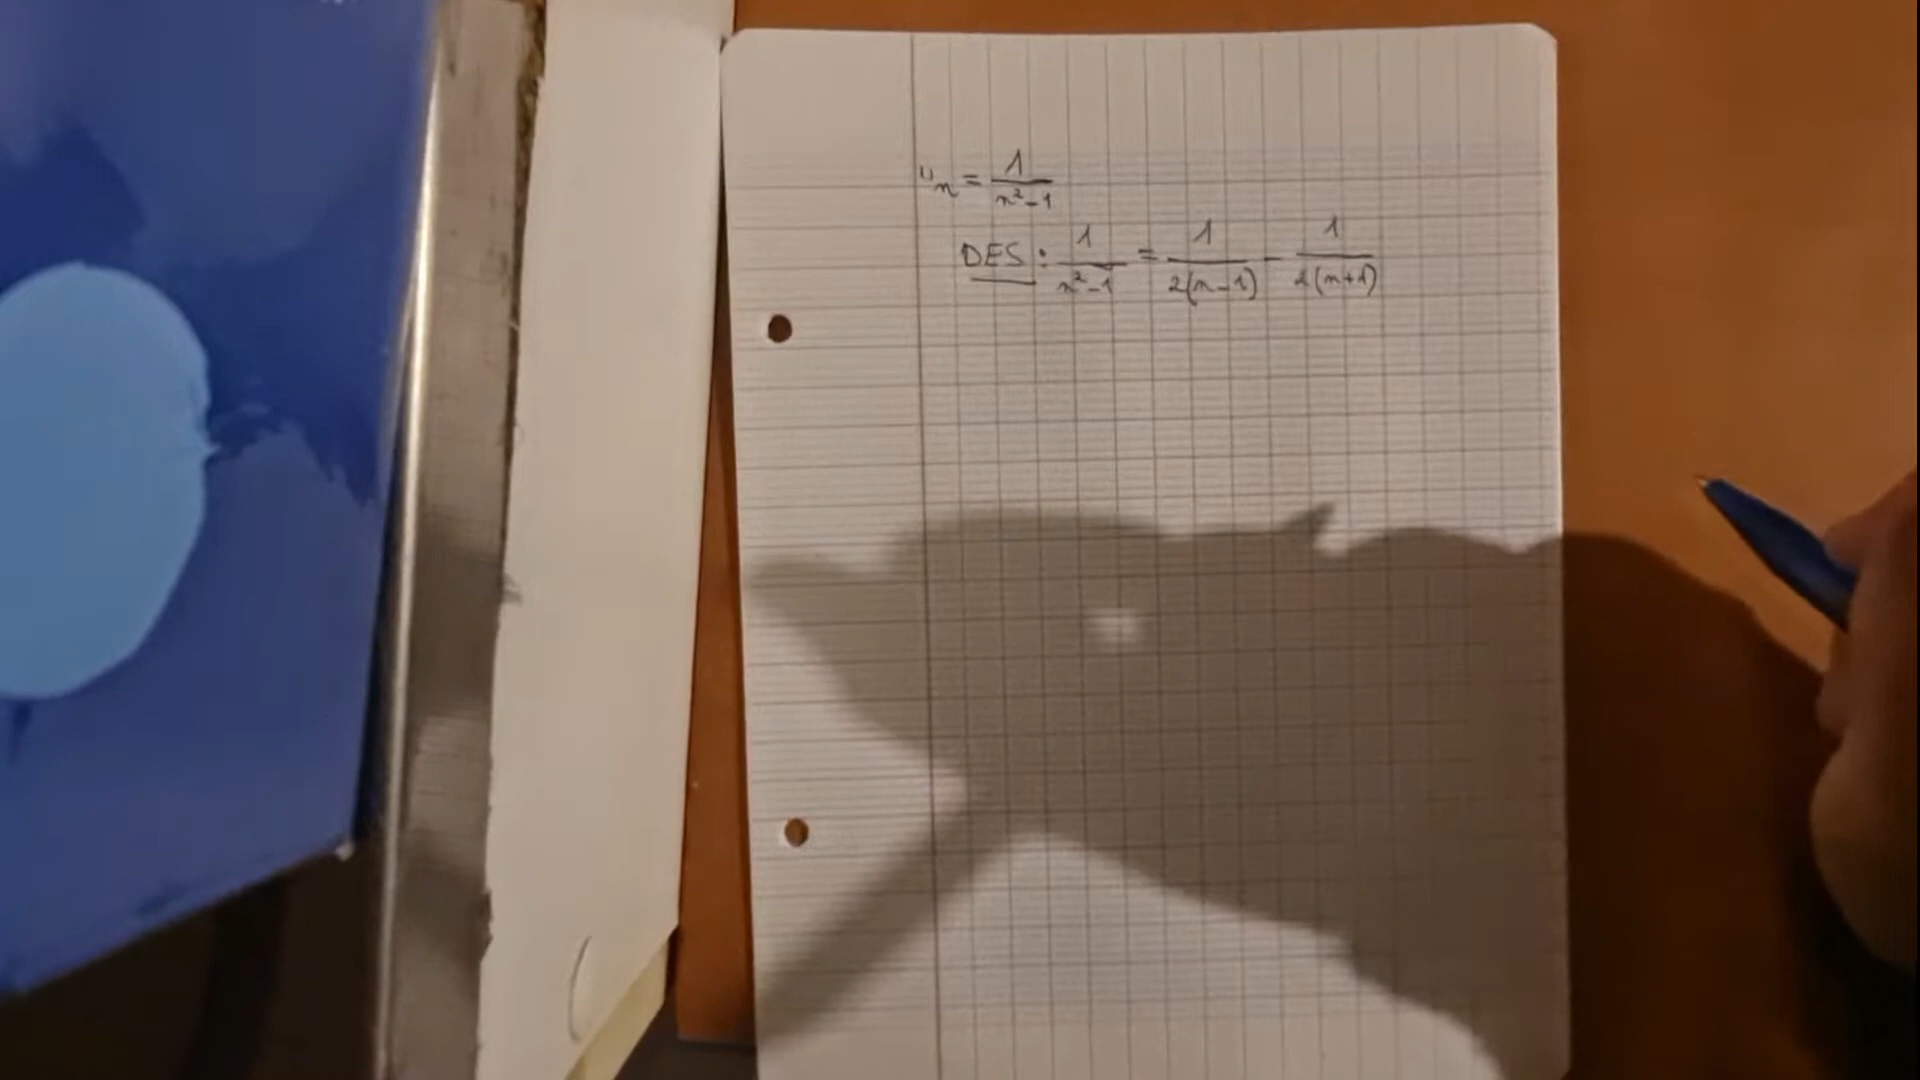 u_n = 1/(n²-1)
DES : 1/(n²-1) = 1/(2(n-1)) - 1/(2(n+1))